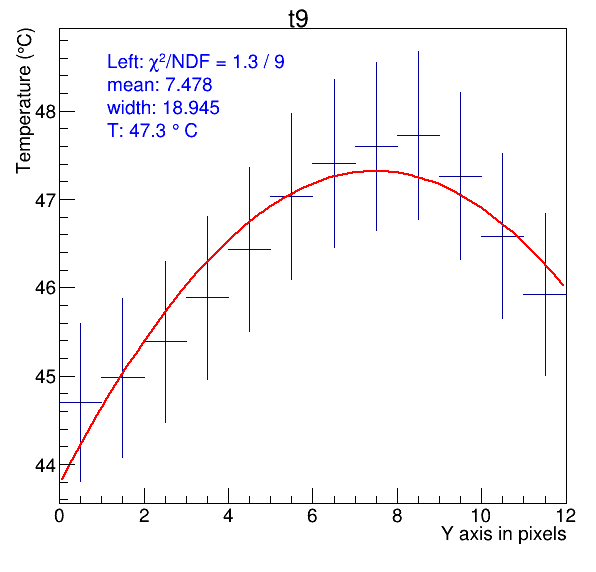 t9
Temperature (°C)
Left: χ²/NDF = 1.3 / 9
mean: 7.478
width: 18.945
T: 47.3 ° C
48
47
46
45
44
0 2 4 6 8 10 12
Y axis in pixels